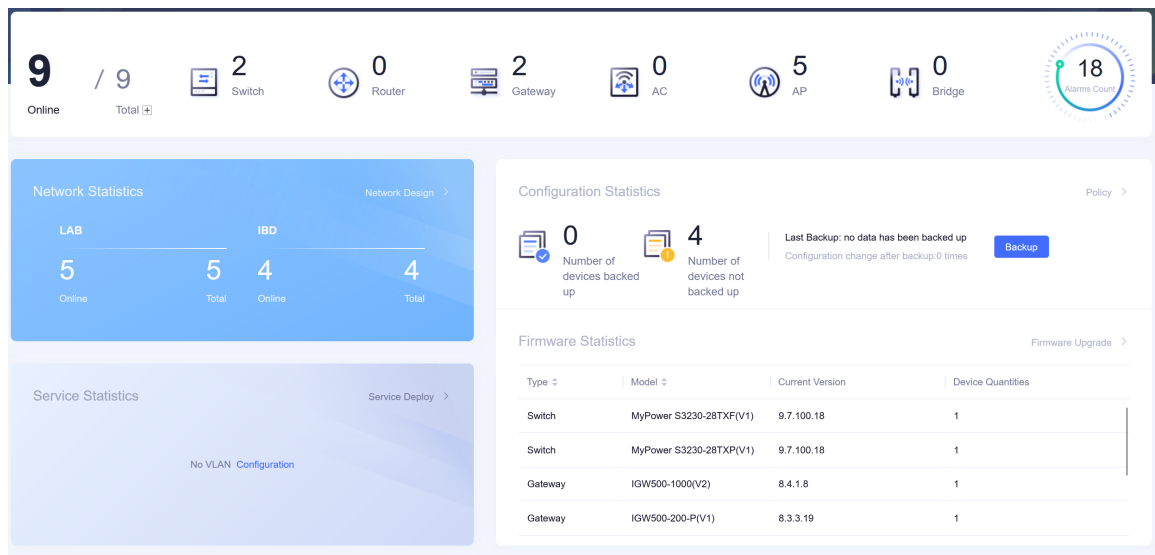 9 / 9
Online Total
2
Switch
0
Router
2
Gateway
0
AC
5
AP
0
Bridge
18
Alarms Count
Network Statistics
Network Design >
LAB IBD
5 5 4 4
Online Total Online Total
Service Statistics
Service Deploy >
No VLAN Configuration
Configuration Statistics
Policy >
0
Number of
devices backed
up
4
Number of
devices not
backed up
Last Backup: no data has been backed up
Configuration change after backup:0 times
Backup
Firmware Statistics
Firmware Upgrade >
Type Model Current Version Device Quantities
Switch MyPower S3230-28TXF(V1) 9.7.100.18 1
Switch MyPower S3230-28TXP(V1) 9.7.100.18 1
Gateway IGW500-1000(V2) 8.4.1.8 1
Gateway IGW500-200-P(V1) 8.3.3.19 1